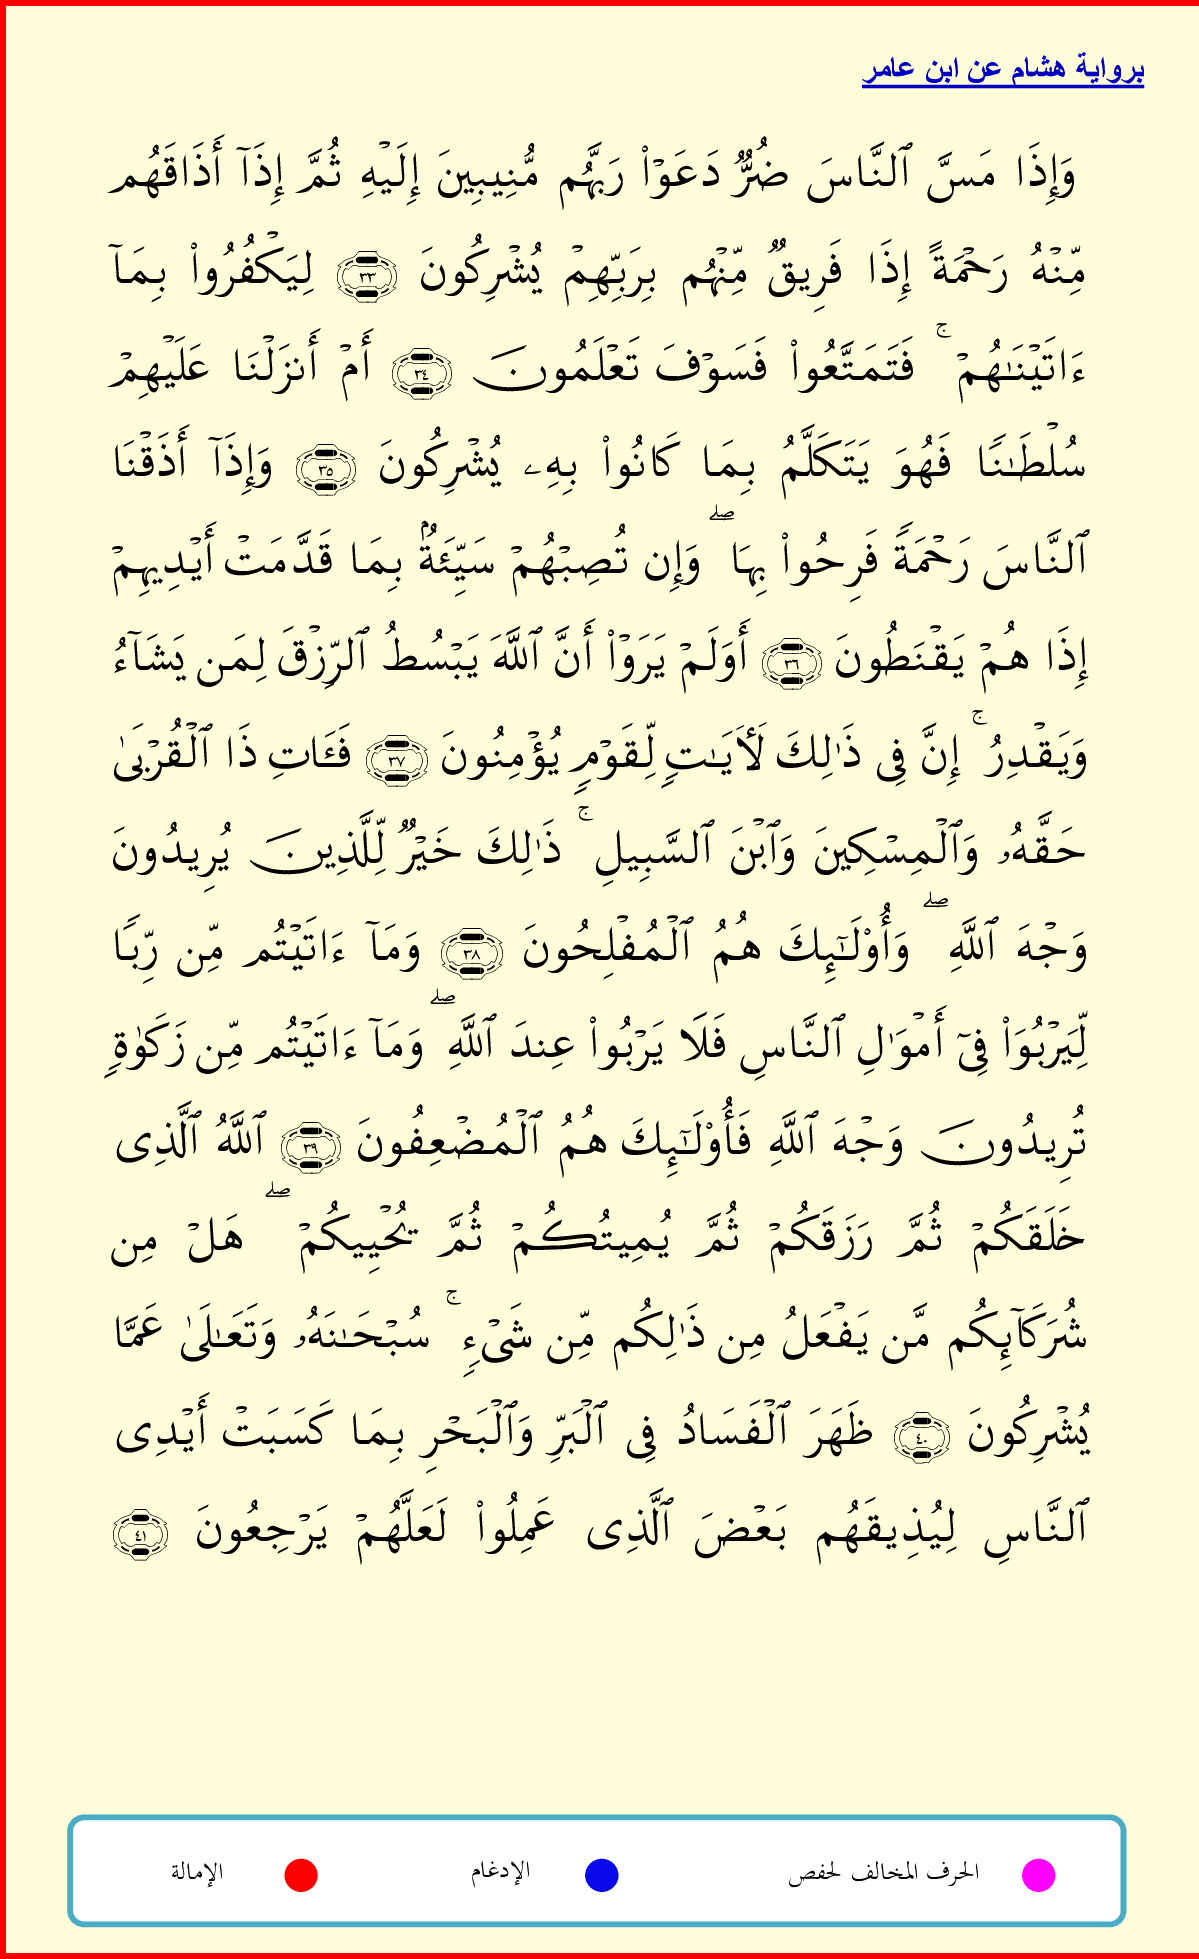 برواية هشام عن ابن عامر
وَإِذَا مَسَّ ٱلنَّاسَ ضُرٌّ دَعَوۡاْ رَبَّهُم مُّنِيبِينَ إِلَيۡهِ ثُمَّ إِذَآ أَذَاقَهُم
مِّنۡهُ رَحۡمَةً إِذَا فَرِيقٌ مِّنۡهُم بِرَبِّهِمۡ يُشۡرِكُونَ ٣٣ لِيَكۡفُرُواْ بِمَآ
ءَاتَيۡنَٰهُمۡۚ فَتَمَتَّعُواْ فَسَوۡفَ تَعۡلَمُونَ ٣٤ أَمۡ أَنزَلۡنَا عَلَيۡهِمۡ
سُلۡطَٰنًا فَهُوَ يَتَكَلَّمُ بِمَا كَانُواْ بِهِۦ يُشۡرِكُونَ ٣٥ وَإِذَآ أَذَقۡنَا
ٱلنَّاسَ رَحۡمَةً فَرِحُواْ بِهَاۖ وَإِن تُصِبۡهُمۡ سَيِّئَةُۢ بِمَا قَدَّمَتۡ أَيۡدِيهِمۡ
إِذَا هُمۡ يَقۡنَطُونَ ٣٦ أَوَلَمۡ يَرَوۡاْ أَنَّ ٱللَّهَ يَبۡسُطُ ٱلرِّزۡقَ لِمَن يَشَآءُ
وَيَقۡدِرُۚ إِنَّ فِى ذَٰلِكَ لَأٓيَٰتٍ لِّقَوۡمٍ يُؤۡمِنُونَ ٣٧ فَـَٔاتِ ذَا ٱلۡقُرۡبَىٰ
حَقَّهُۥ وَٱلۡمِسۡكِينَ وَٱبۡنَ ٱلسَّبِيلِۚ ذَٰلِكَ خَيۡرٌ لِّلَّذِينَ يُرِيدُونَ
وَجۡهَ ٱللَّهِۖ وَأُوْلَٰٓئِكَ هُمُ ٱلۡمُفۡلِحُونَ ٣٨ وَمَآ ءَاتَيۡتُم مِّن رِّبًا
لِّيَرۡبُوَاْ فِىٓ أَمۡوَٰلِ ٱلنَّاسِ فَلَا يَرۡبُواْ عِندَ ٱللَّهِۖ وَمَآ ءَاتَيۡتُم مِّن زَكَوٰةٍ
تُرِيدُونَ وَجۡهَ ٱللَّهِ فَأُوْلَٰٓئِكَ هُمُ ٱلۡمُضۡعِفُونَ ٣٩ ٱللَّهُ ٱلَّذِى
خَلَقَكُمۡ ثُمَّ رَزَقَكُمۡ ثُمَّ يُمِيتُكُمۡ ثُمَّ يُحۡيِيكُمۡۖ هَلۡ مِن
شُرَكَآئِكُم مَّن يَفۡعَلُ مِن ذَٰلِكُم مِّن شَىۡءٍۚ سُبۡحَٰنَهُۥ وَتَعَٰلَىٰ عَمَّا
يُشۡرِكُونَ ٤٠ ظَهَرَ ٱلۡفَسَادُ فِى ٱلۡبَرِّ وَٱلۡبَحۡرِ بِمَا كَسَبَتۡ أَيۡدِى
ٱلنَّاسِ لِيُذِيقَهُم بَعۡضَ ٱلَّذِى عَمِلُواْ لَعَلَّهُمۡ يَرۡجِعُونَ ٤١
الحرف المخالف لحفص الإدغام الإمالة